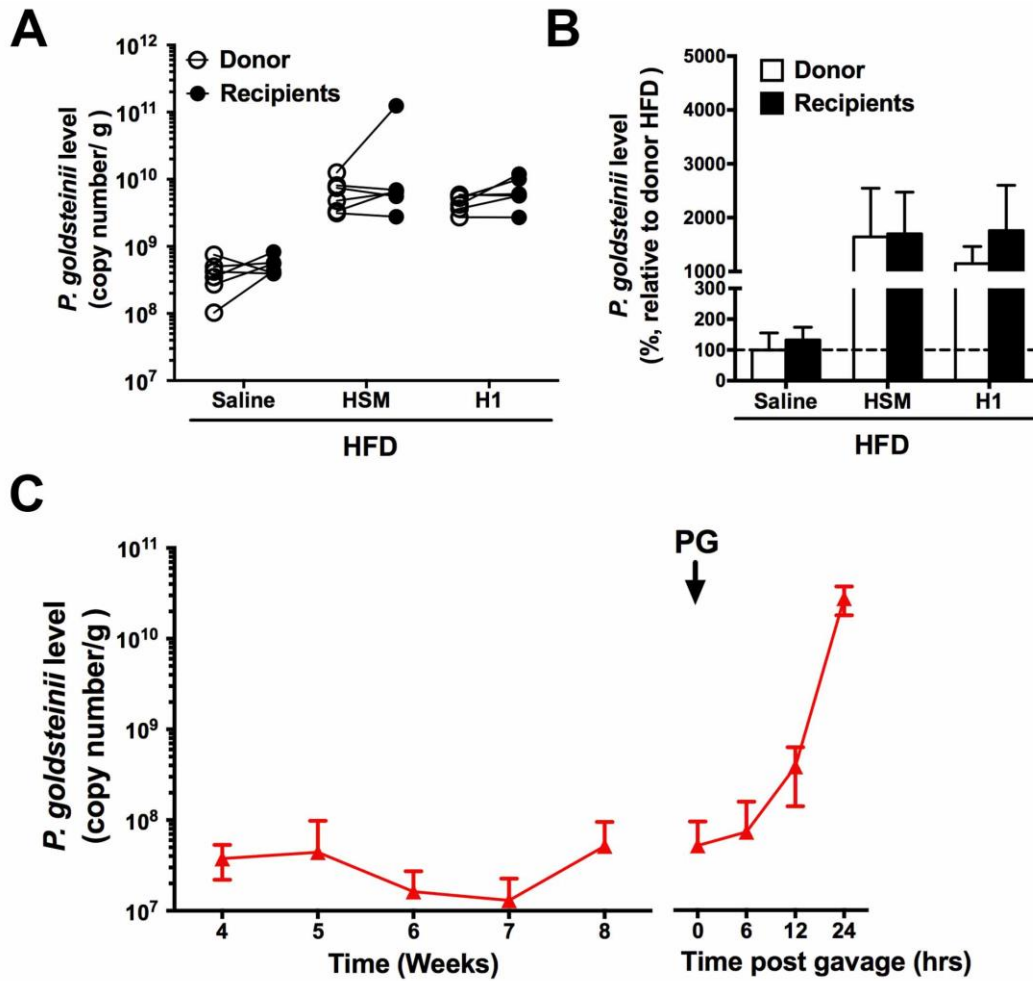 A
P. goldsteinii level
(copy number/ g )
10¹²
10¹¹
10¹⁰
10⁹
10⁸
10⁷
Donor
Recipients
Saline HSM H1
HFD
B
P. goldsteinii level
(%, relative to donor HFD )
5000
4000
3000
2000
1000
300
200
100
0
Donor
Recipients
Saline HSM H1
HFD
C
P. goldsteinii level
(copy number/g )
10¹¹
10¹⁰
10⁹
10⁸
10⁷
4 5 6 7 8
Time (Weeks)
PG
0 6 12 24
Time post gavage (hrs)